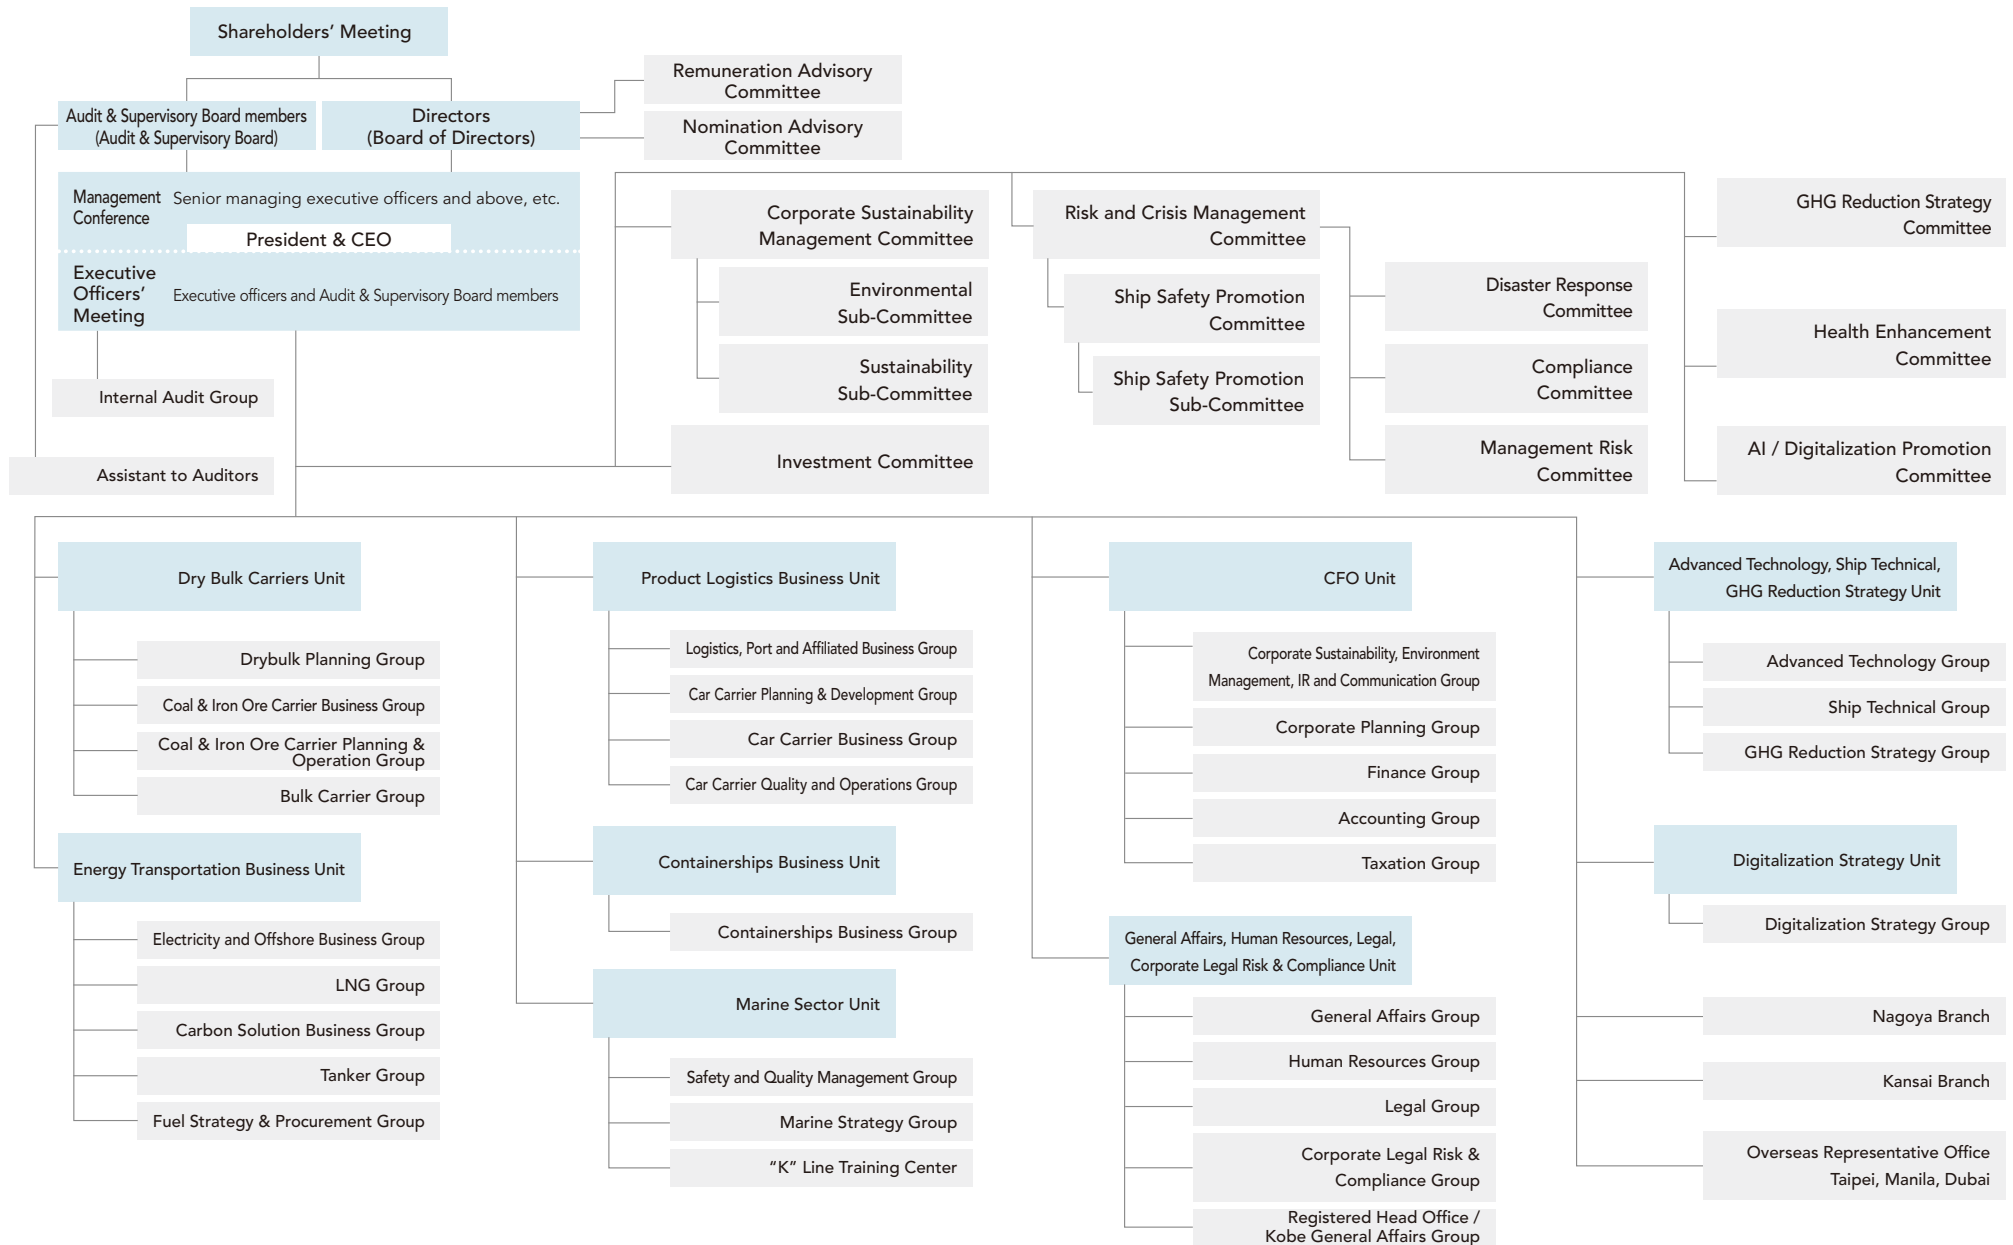 Shareholders’ Meeting
Audit & Supervisory Board members
(Audit & Supervisory Board)
Directors
(Board of Directors)
Remuneration Advisory
Committee
Nomination Advisory
Committee
Management
Conference
Senior managing executive officers and above, etc.
President & CEO
Executive
Officers’
Meeting
Executive officers and Audit & Supervisory Board members
Internal Audit Group
Assistant to Auditors
Corporate Sustainability
Management Committee
Environmental
Sub-Committee
Sustainability
Sub-Committee
Investment Committee
Risk and Crisis Management
Committee
Ship Safety Promotion
Committee
Ship Safety Promotion
Sub-Committee
Disaster Response
Committee
Compliance
Committee
Management Risk
Committee
GHG Reduction Strategy
Committee
Health Enhancement
Committee
AI / Digitalization Promotion
Committee
Dry Bulk Carriers Unit
Drybulk Planning Group
Coal & Iron Ore Carrier Business Group
Coal & Iron Ore Carrier Planning &
Operation Group
Bulk Carrier Group
Energy Transportation Business Unit
Electricity and Offshore Business Group
LNG Group
Carbon Solution Business Group
Tanker Group
Fuel Strategy & Procurement Group
Product Logistics Business Unit
Logistics, Port and Affiliated Business Group
Car Carrier Planning & Development Group
Car Carrier Business Group
Car Carrier Quality and Operations Group
Containerships Business Unit
Containerships Business Group
Marine Sector Unit
Safety and Quality Management Group
Marine Strategy Group
“K” Line Training Center
CFO Unit
Corporate Sustainability, Environment
Management, IR and Communication Group
Corporate Planning Group
Finance Group
Accounting Group
Taxation Group
General Affairs, Human Resources, Legal,
Corporate Legal Risk & Compliance Unit
General Affairs Group
Human Resources Group
Legal Group
Corporate Legal Risk &
Compliance Group
Registered Head Office /
Kobe General Affairs Group
Advanced Technology, Ship Technical,
GHG Reduction Strategy Unit
Advanced Technology Group
Ship Technical Group
GHG Reduction Strategy Group
Digitalization Strategy Unit
Digitalization Strategy Group
Nagoya Branch
Kansai Branch
Overseas Representative Office
Taipei, Manila, Dubai